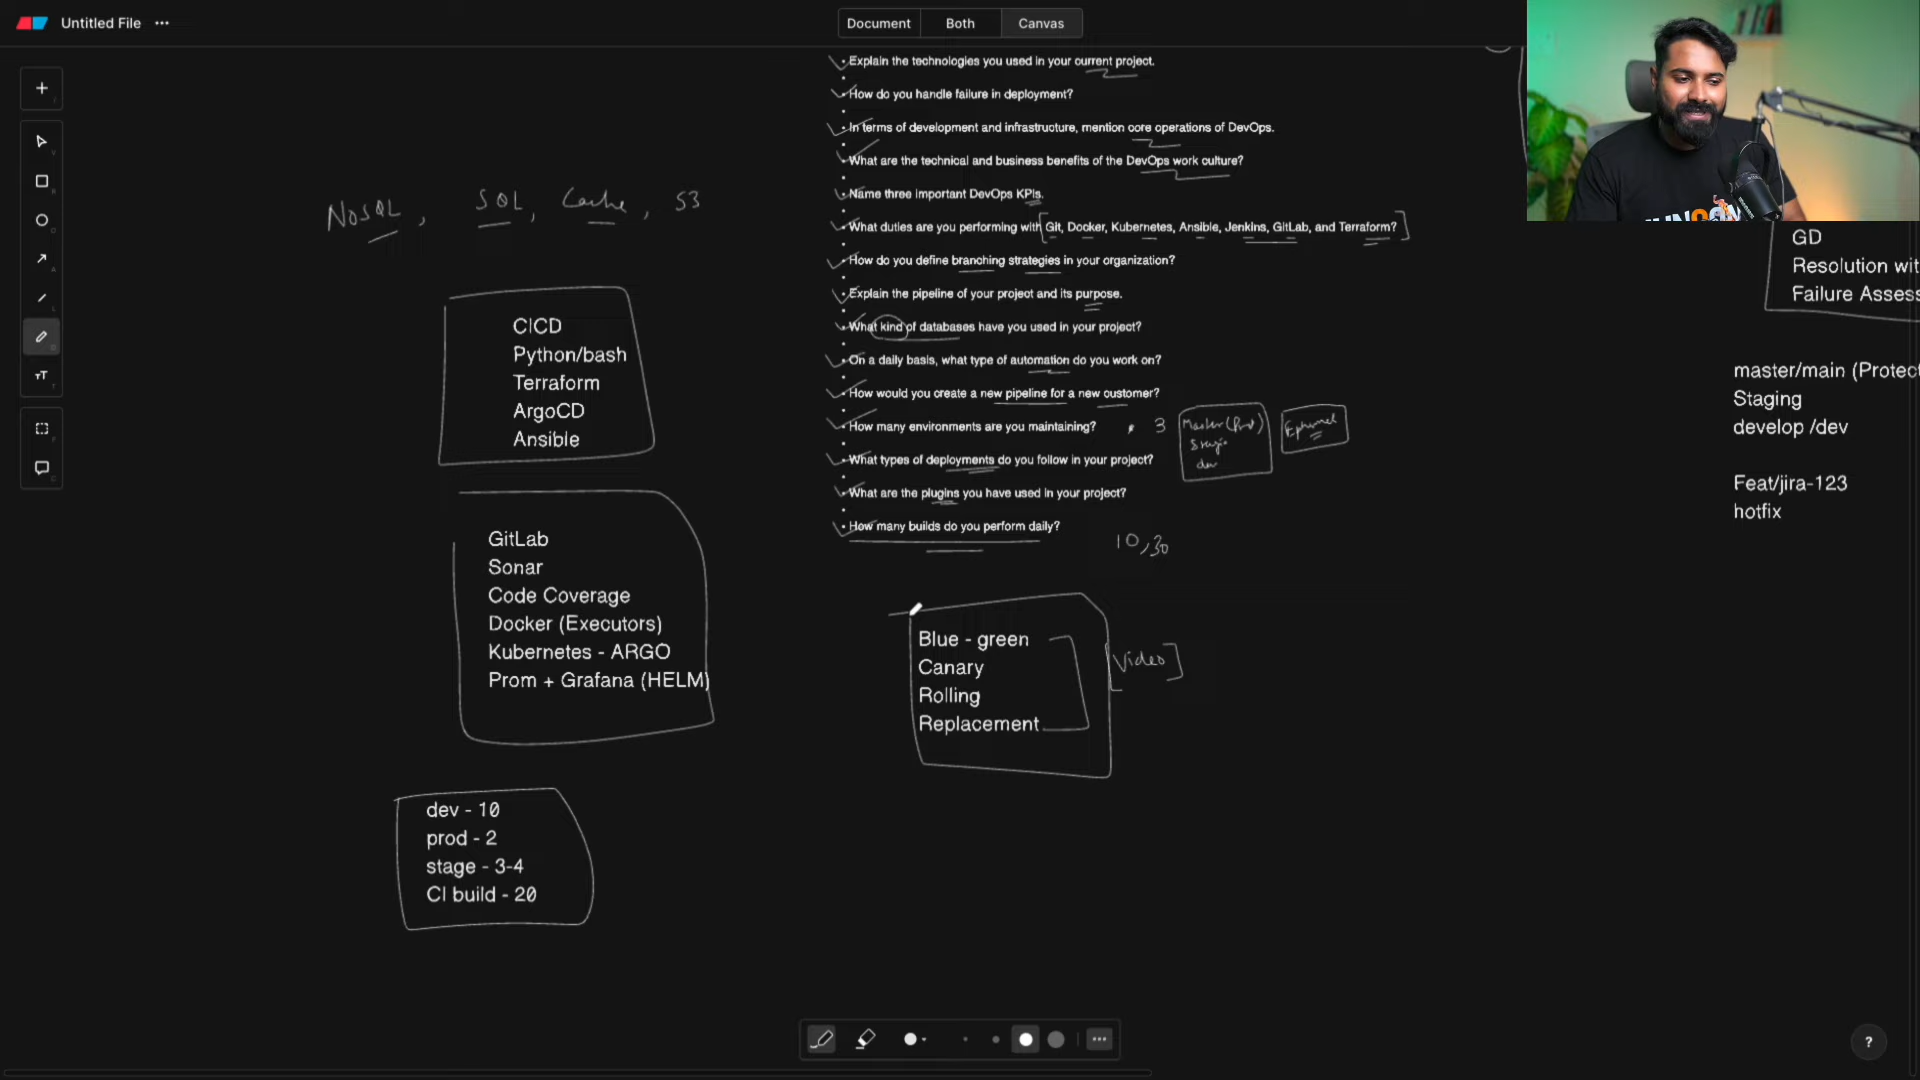 Untitled File
Document
Both
Canvas
Explain the technologies you used in your current project.
How do you handle failure in deployment?
In terms of development and infrastructure, mention core operations of DevOps.
What are the technical and business benefits of the DevOps work culture?
Name three important DevOps KPIs.
What duties are you performing with Git, Docker, Kubernetes, Ansible, Jenkins, GitLab, and Terraform?
How do you define branching strategies in your organization?
Explain the pipeline of your project and its purpose.
What kind of databases have you used in your project?
On a daily basis, what type of automation do you work on?
How would you create a new pipeline for a new customer?
How many environments are you maintaining?
What types of deployments do you follow in your project?
What are the plugins you have used in your project?
How many builds do you perform daily?
3
Master (Prod)
dev
10, 30
NoSQL, SQL, Cache, S3
CICD
Python/bash
Terraform
ArgoCD
Ansible
GitLab
Sonar
Code Coverage
Docker (Executors)
Kubernetes - ARGO
Prom + Grafana (HELM)
dev - 10
prod - 2
stage - 3-4
CI build - 20
Blue - green
Canary
Rolling
Replacement
[Video]
GD
Resolution wit
Failure Assess
master/main (Protect
Staging
develop /dev
Feat/jira-123
hotfix
?